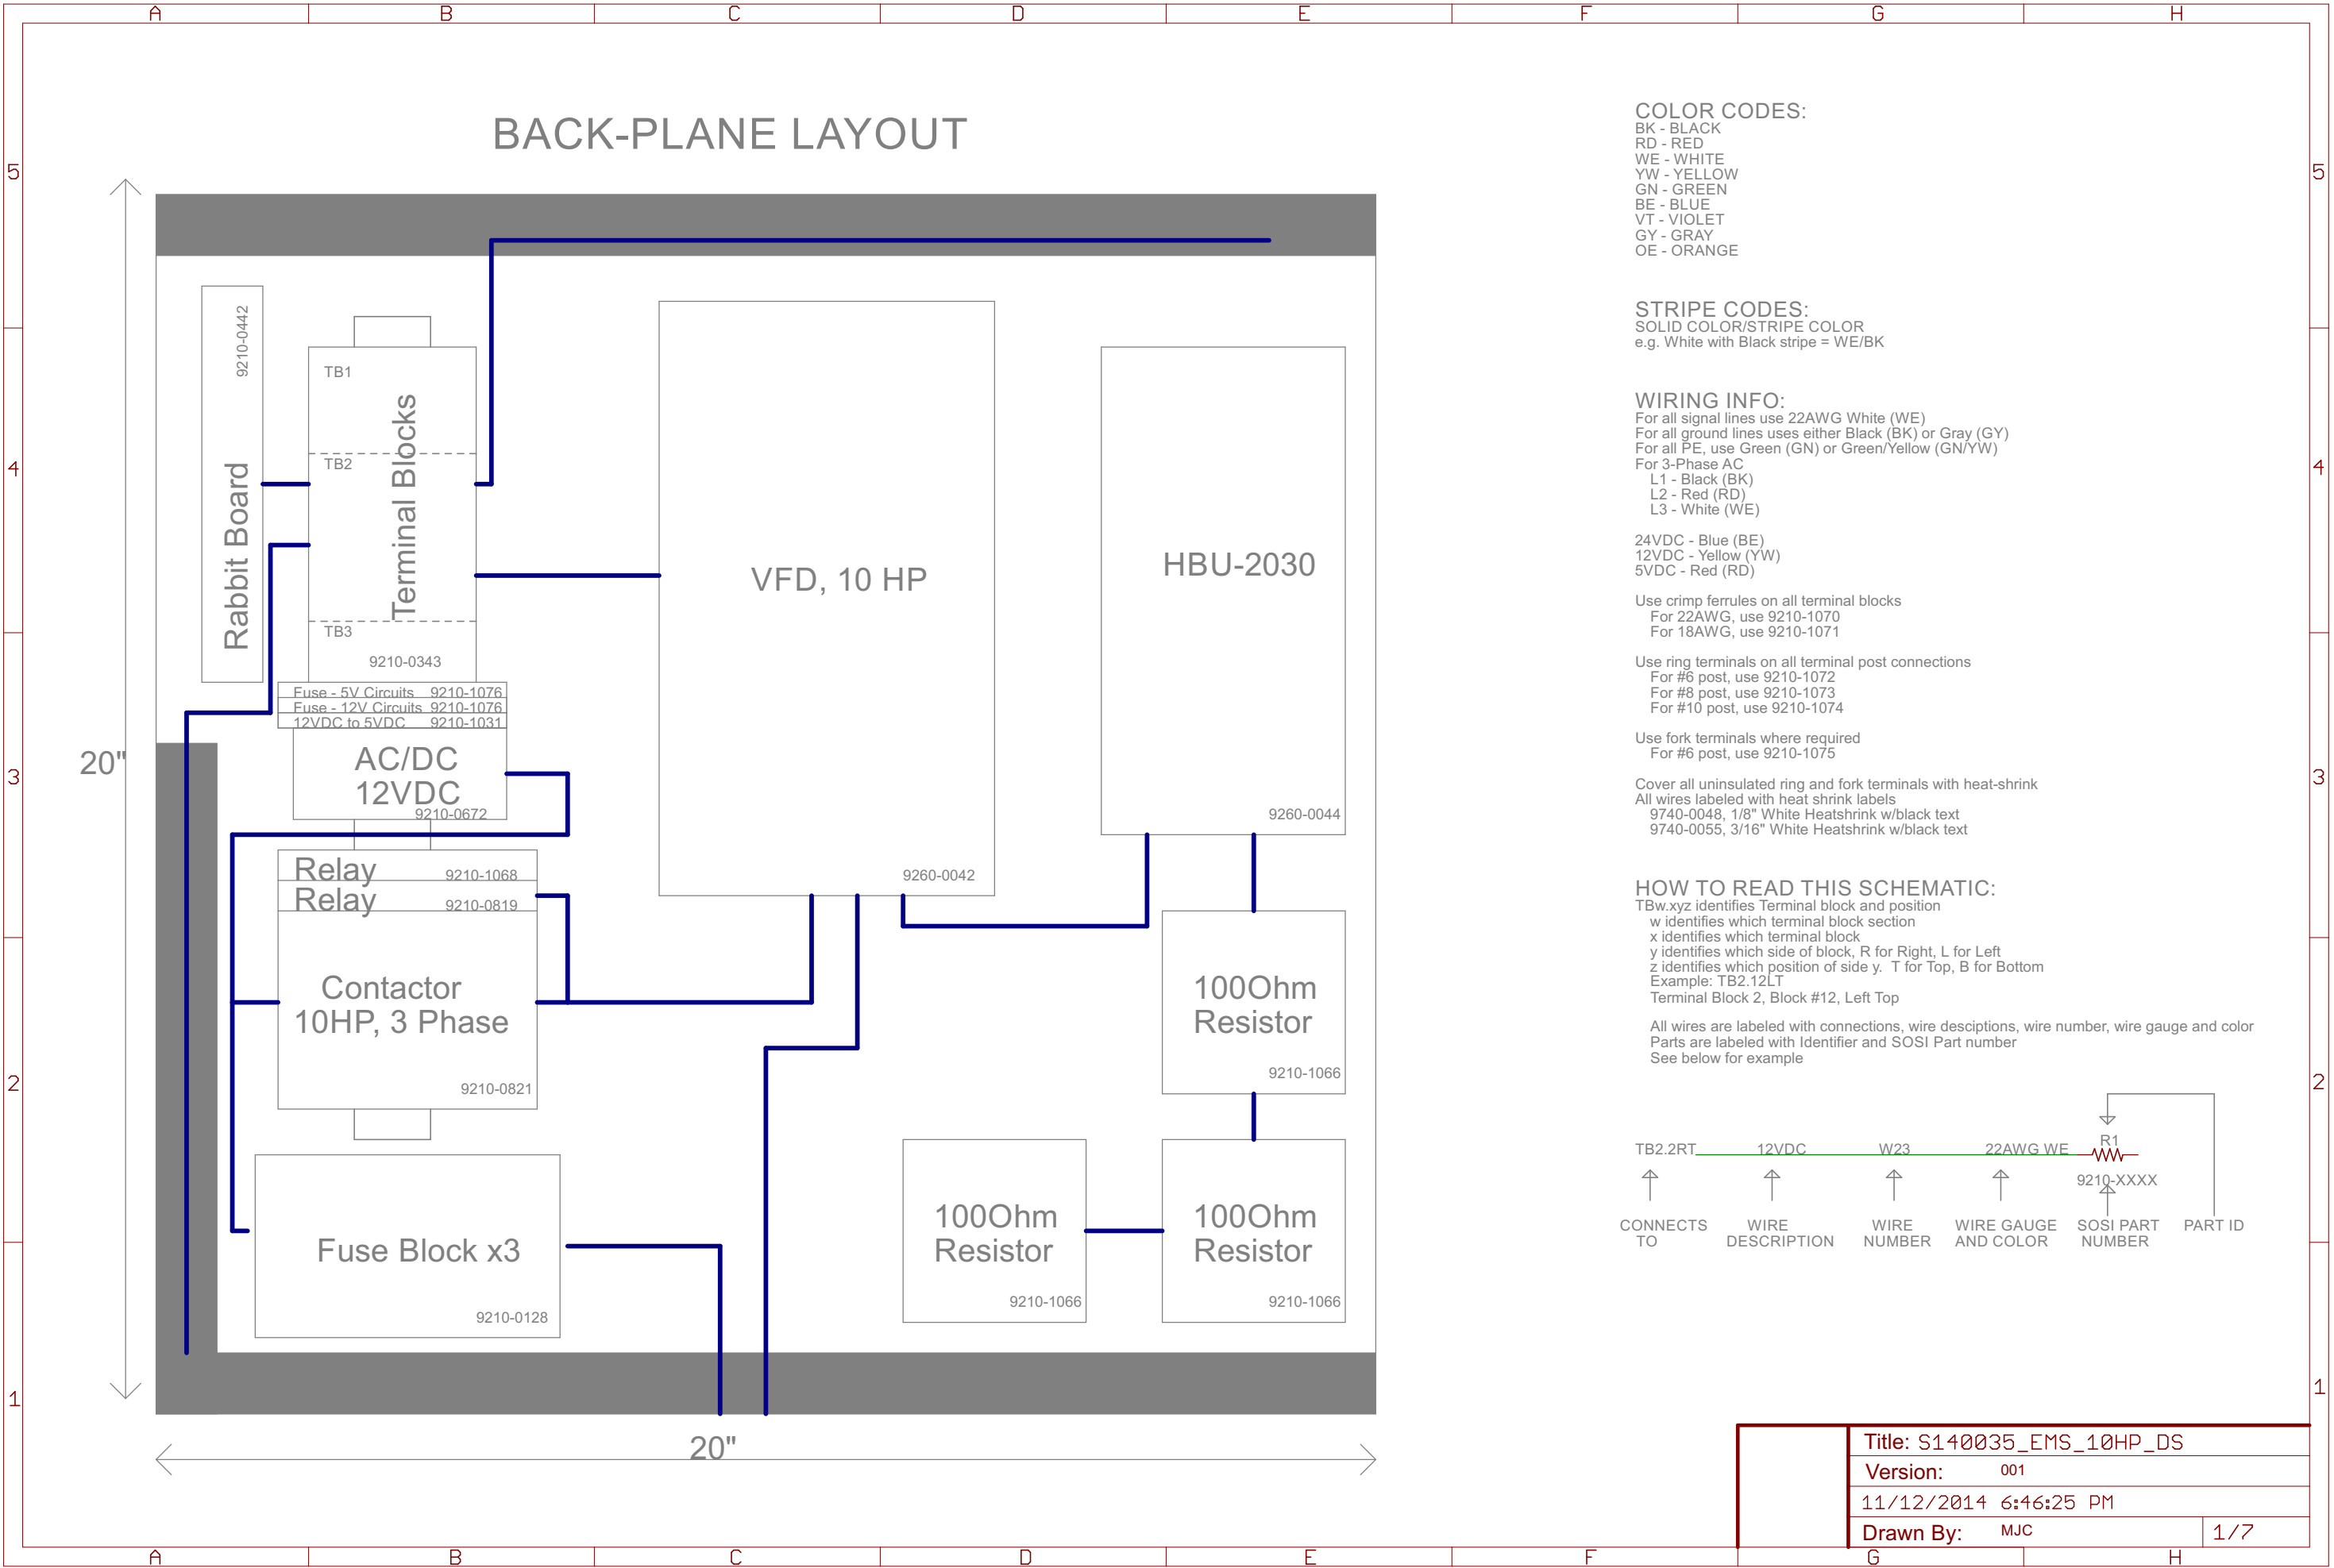 A B C D E F G H
BACK-PLANE LAYOUT
5
4
3
2
1
20"
20"
9210-0442
Rabbit Board
TB1
TB2
TB3
Terminal Blocks
9210-0343
Fuse - 5V Circuits 9210-1076
Fuse - 12V Circuits 9210-1076
12VDC to 5VDC 9210-1031
AC/DC
12VDC
9210-0672
Relay 9210-1068
Relay 9210-0819
Contactor
10HP, 3 Phase
9210-0821
Fuse Block x3
9210-0128
VFD, 10 HP
9260-0042
HBU-2030
9260-0044
100Ohm
Resistor
9210-1066
100Ohm
Resistor
9210-1066
100Ohm
Resistor
9210-1066
COLOR CODES:
BK - BLACK
RD - RED
WE - WHITE
YW - YELLOW
GN - GREEN
BE - BLUE
VT - VIOLET
GY - GRAY
OE - ORANGE
STRIPE CODES:
SOLID COLOR/STRIPE COLOR
e.g. White with Black stripe = WE/BK
WIRING INFO:
For all signal lines use 22AWG White (WE)
For all ground lines uses either Black (BK) or Gray (GY)
For all PE, use Green (GN) or Green/Yellow (GN/YW)
For 3-Phase AC
L1 - Black (BK)
L2 - Red (RD)
L3 - White (WE)
24VDC - Blue (BE)
12VDC - Yellow (YW)
5VDC - Red (RD)
Use crimp ferrules on all terminal blocks
For 22AWG, use 9210-1070
For 18AWG, use 9210-1071
Use ring terminals on all terminal post connections
For #6 post, use 9210-1072
For #8 post, use 9210-1073
For #10 post, use 9210-1074
Use fork terminals where required
For #6 post, use 9210-1075
Cover all uninsulated ring and fork terminals with heat-shrink
All wires labeled with heat shrink labels
9740-0048, 1/8" White Heatshrink w/black text
9740-0055, 3/16" White Heatshrink w/black text
HOW TO READ THIS SCHEMATIC:
TBw.xyz identifies Terminal block and position
w identifies which terminal block section
x identifies which terminal block
y identifies which side of block, R for Right, L for Left
z identifies which position of side y. T for Top, B for Bottom
Example: TB2.12LT
Terminal Block 2, Block #12, Left Top
All wires are labeled with connections, wire desciptions, wire number, wire gauge and color
Parts are labeled with Identifier and SOSI Part number
See below for example
R1
TB2.2RT 12VDC W23 22AWG WE
9210-XXXX
CONNECTS TO
WIRE DESCRIPTION
WIRE NUMBER
WIRE GAUGE AND COLOR
SOSI PART NUMBER
PART ID
5
4
3
2
1
Title: S140035_EMS_10HP_DS
Version: 001
11/12/2014 6:46:25 PM
Drawn By: MJC 1/7
A B C D E F G H